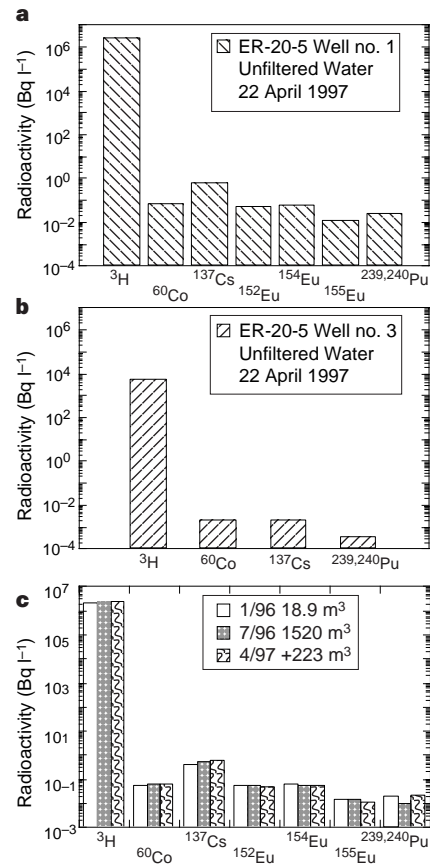 a
Radioactivity (Bq l⁻¹)
10⁶
10⁴
10²
10⁰
10⁻²
10⁻⁴
ER-20-5 Well no. 1
Unfiltered Water
22 April 1997
³H
⁶⁰Co
¹³⁷Cs
¹⁵²Eu
¹⁵⁴Eu
¹⁵⁵Eu
²³⁹,²⁴⁰Pu
b
Radioactivity (Bq l⁻¹)
10⁶
10⁴
10²
10⁰
10⁻²
10⁻⁴
ER-20-5 Well no. 3
Unfiltered Water
22 April 1997
³H
⁶⁰Co
¹³⁷Cs
²³⁹,²⁴⁰Pu
c
Radioactivity (Bq l⁻¹)
10⁷
10⁵
10³
10¹
10⁻¹
10⁻³
1/96 18.9 m³
7/96 1520 m³
4/97 +223 m³
³H
⁶⁰Co
¹³⁷Cs
¹⁵²Eu
¹⁵⁴Eu
¹⁵⁵Eu
²³⁹,²⁴⁰Pu